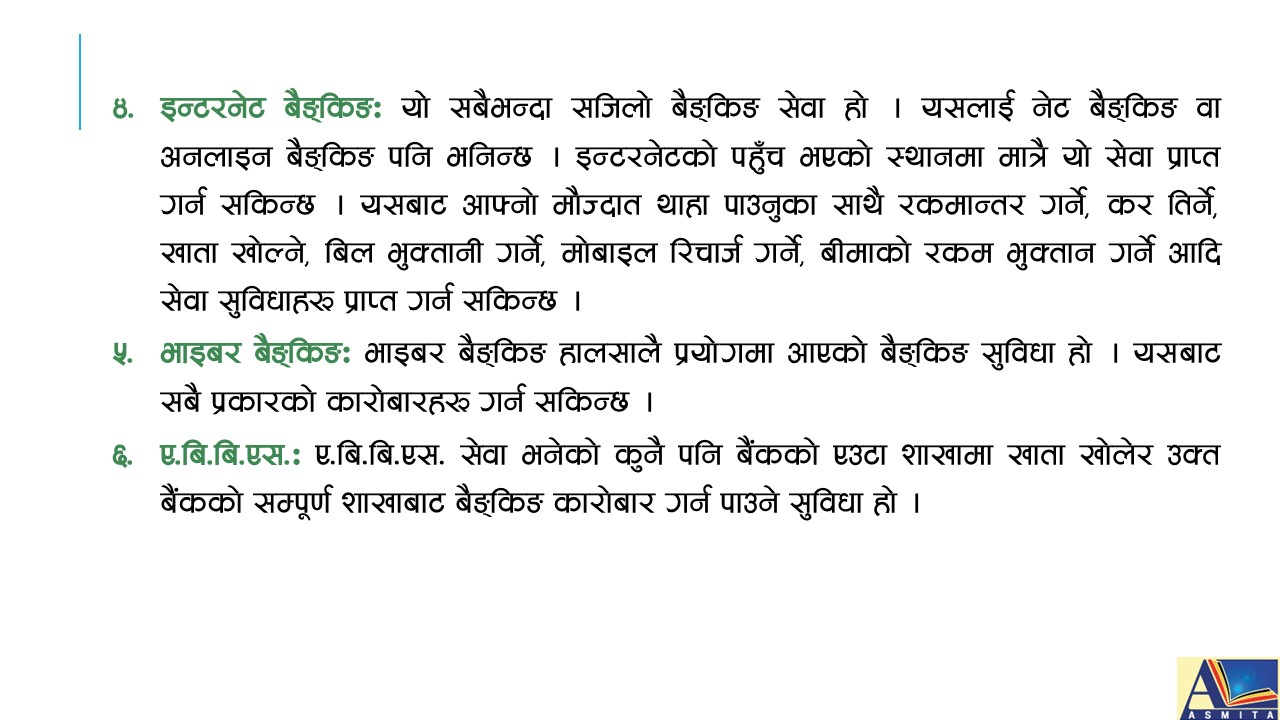 ४. इन्टरनेट बैङ्किङः यो सबैभन्दा सजिलो बैङ्किङ सेवा हो । यसलाई नेट बैङ्किङ वा
अनलाइन बैङ्किङ पनि भनिन्छ । इन्टरनेटको पहुँच भएको स्थानमा मात्रै यो सेवा प्राप्त
गर्न सकिन्छ । यसबाट आफ्नो मौज्दात थाहा पाउनुका साथै रकमान्तर गर्ने, कर तिर्ने,
खाता खोल्ने, बिल भुक्तानी गर्ने, मोबाइल रिचार्ज गर्ने, बीमाको रकम भुक्तान गर्ने आदि
सेवा सुविधाहरू प्राप्त गर्न सकिन्छ ।
५. भाइबर बैङ्किङः भाइबर बैङ्किङ हालसालै प्रयोगमा आएको बैङ्किङ सुविधा हो । यसबाट
सबै प्रकारको कारोबारहरू गर्न सकिन्छ ।
६. ए.बि.बि.एस.: ए.बि.बि.एस. सेवा भनेको कुनै पनि बैंकको एउटा शाखामा खाता खोलेर उक्त
बैंकको सम्पूर्ण शाखाबाट बैङ्किङ कारोबार गर्न पाउने सुविधा हो ।
ASMITA